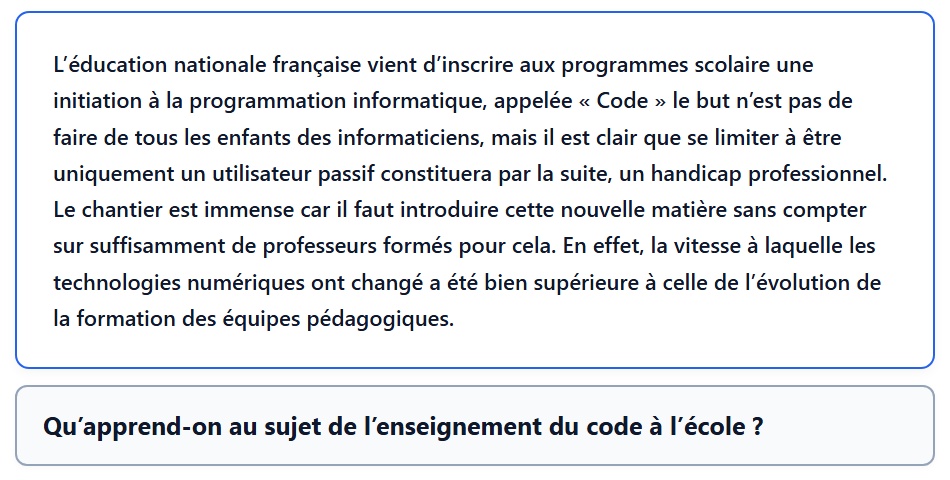 L’éducation nationale française vient d’inscrire aux programmes scolaire une
initiation à la programmation informatique, appelée « Code » le but n’est pas de
faire de tous les enfants des informaticiens, mais il est clair que se limiter à être
uniquement un utilisateur passif constituera par la suite, un handicap professionnel.
Le chantier est immense car il faut introduire cette nouvelle matière sans compter
sur suffisamment de professeurs formés pour cela. En effet, la vitesse à laquelle les
technologies numériques ont changé a été bien supérieure à celle de l’évolution de
la formation des équipes pédagogiques.
Qu’apprend-on au sujet de l’enseignement du code à l’école ?